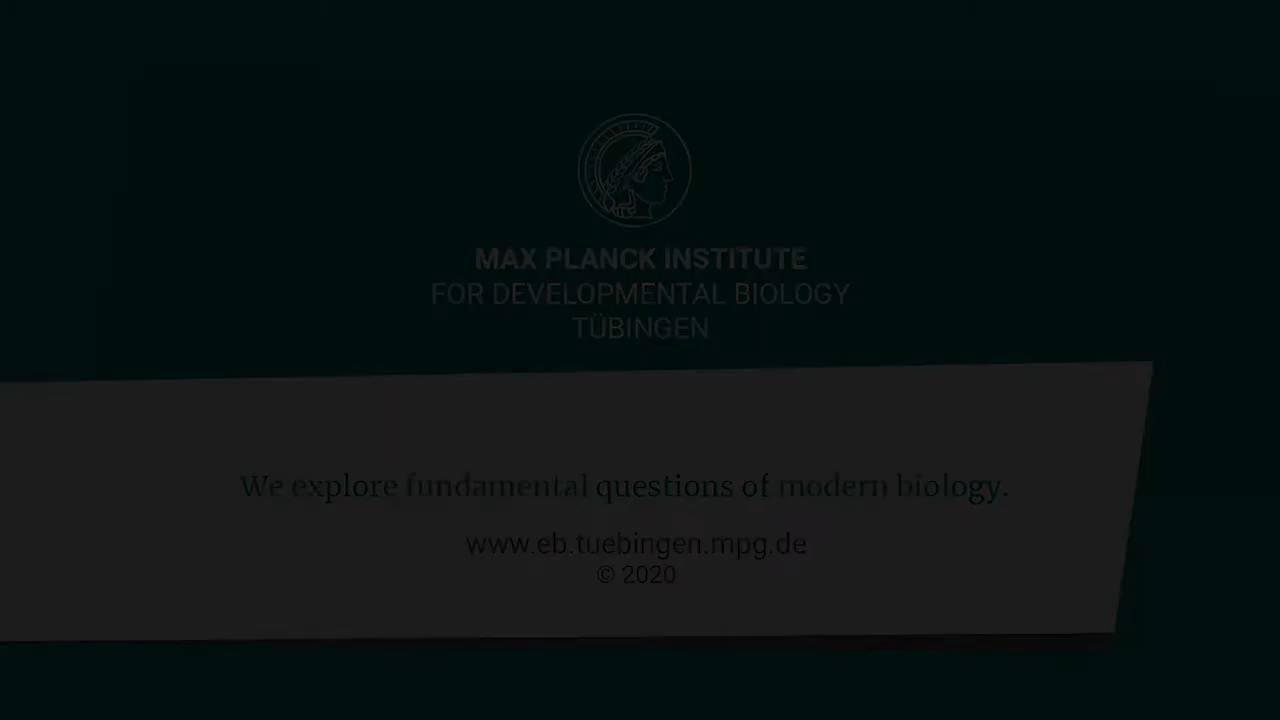 MAX PLANCK INSTITUTE
FOR DEVELOPMENTAL BIOLOGY
TÜBINGEN
We explore fundamental questions of modern biology.
www.eb.tuebingen.mpg.de
© 2020